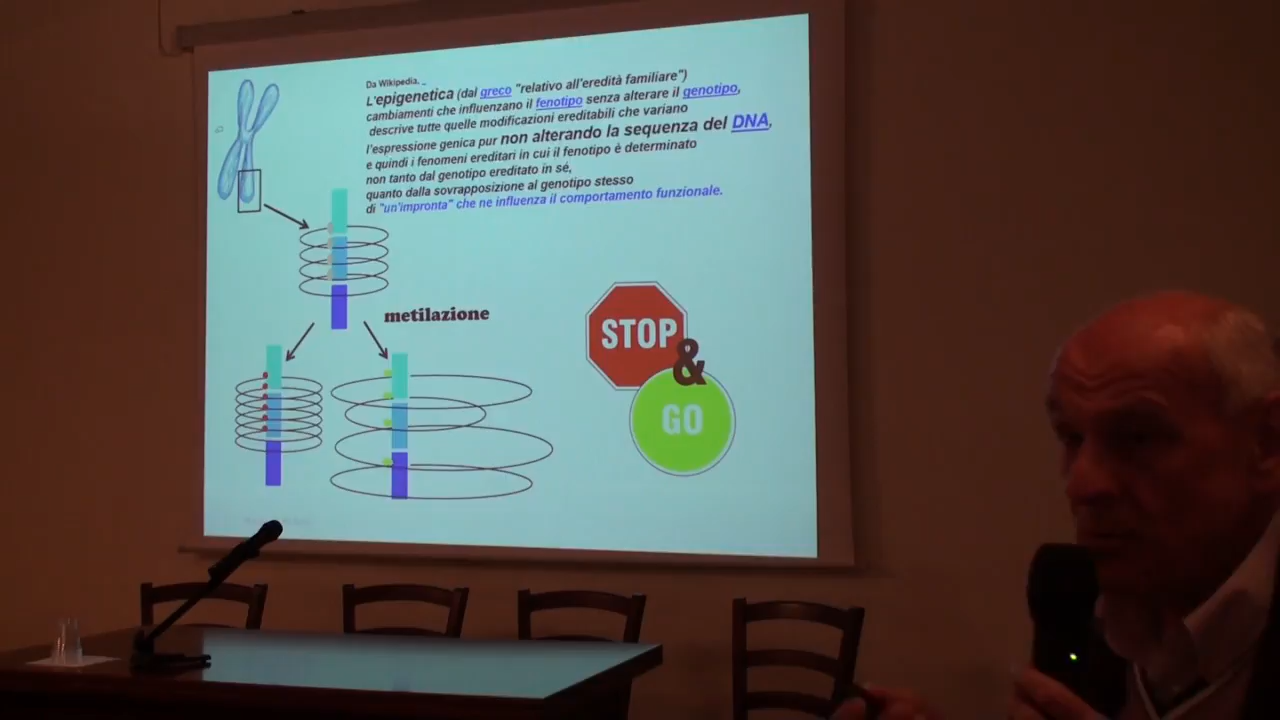 Da Wikipedia,
L'epigenetica (dal greco "relativo all'eredità familiare")
cambiamenti che influenzano il fenotipo senza alterare il genotipo,
descrive tutte quelle modificazioni ereditabili che variano
l'espressione genica pur non alterando la sequenza del DNA,
e quindi i fenomeni ereditari in cui il fenotipo è determinato
non tanto dal genotipo ereditato in sé,
quanto dalla sovrapposizione al genotipo stesso
di "un'impronta" che ne influenza il comportamento funzionale.
metilazione
STOP
&
GO